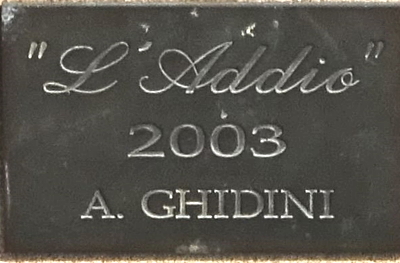 "L'Addio"
2003
A. GHIDINI